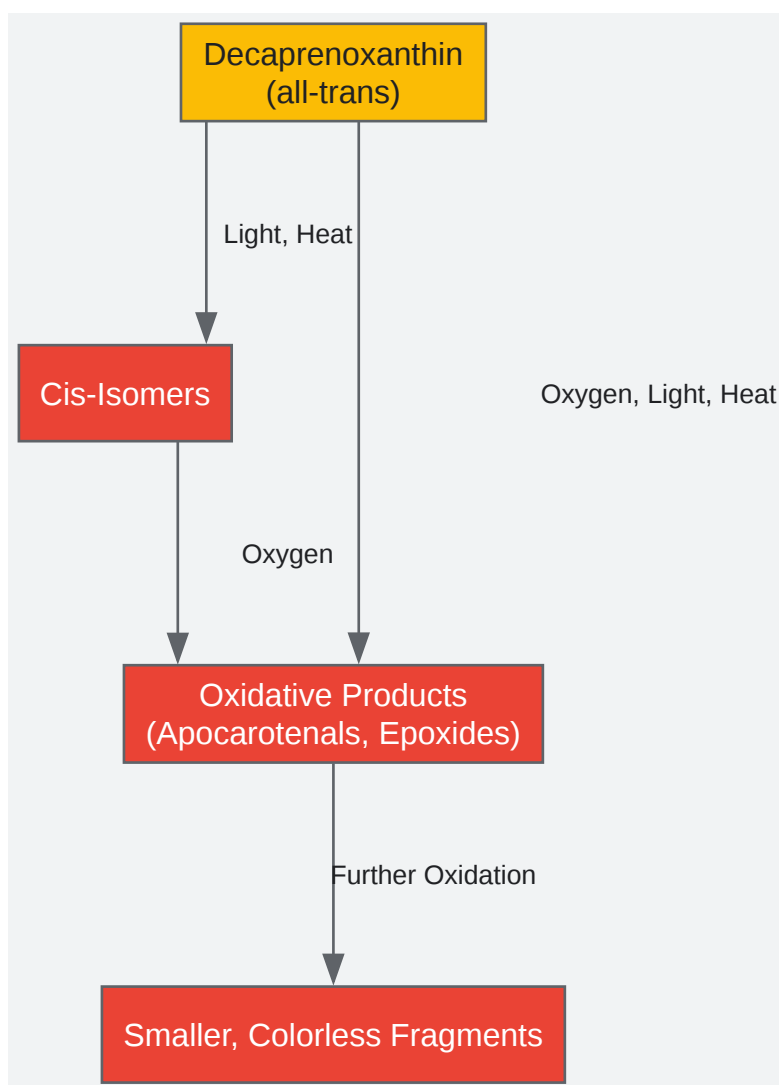 Decaprenoxanthin
(all-trans)
Light, Heat
Cis-Isomers
Oxygen, Light, Heat
Oxygen
Oxidative Products
(Apocarotenals, Epoxides)
Further Oxidation
Smaller, Colorless Fragments